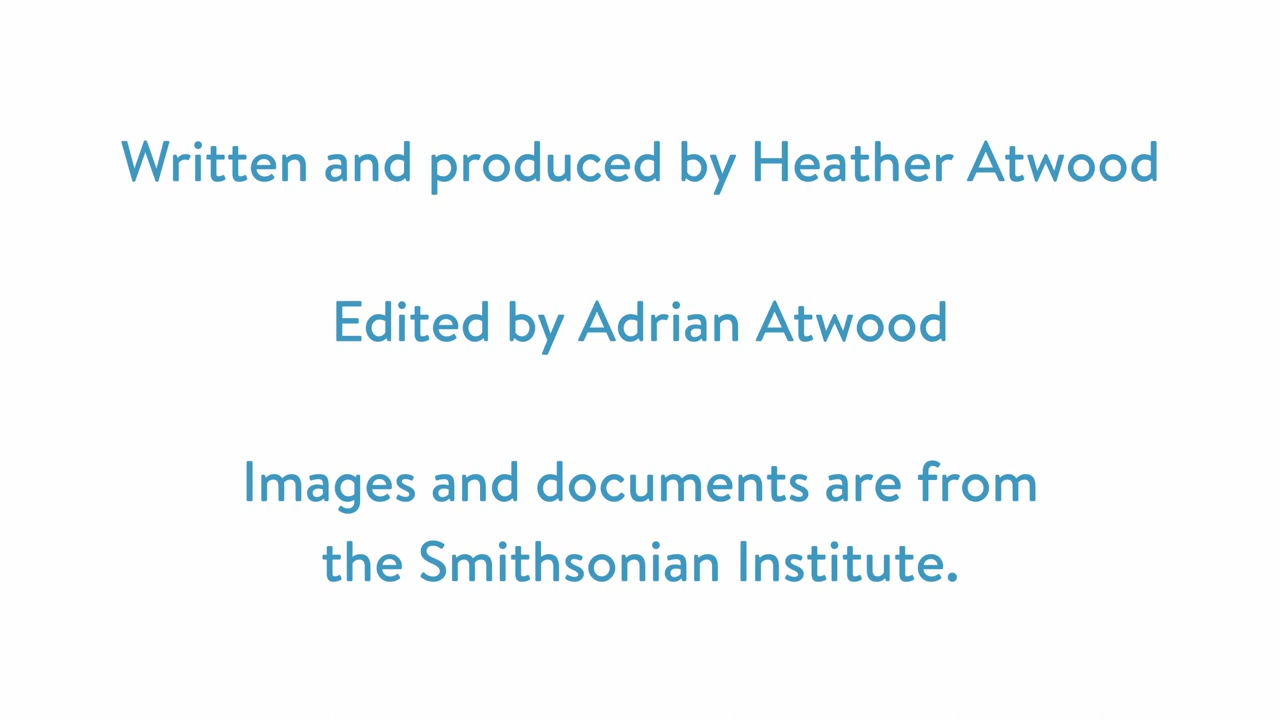 Written and produced by Heather Atwood
Edited by Adrian Atwood
Images and documents are from
the Smithsonian Institute.